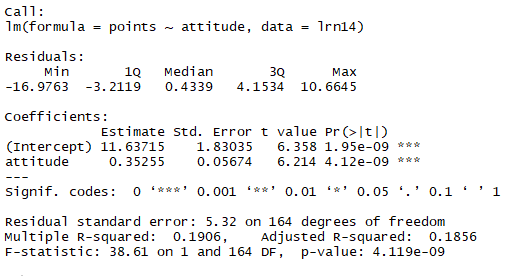 Call:
lm(formula = points ~ attitude, data = lrn14)
Residuals:
Min 1Q Median 3Q Max
-16.9763 -3.2119 0.4339 4.1534 10.6645
Coefficients:
Estimate Std. Error t value Pr(>|t|)
(Intercept) 11.63715 1.83035 6.358 1.95e-09 ***
attitude 0.35255 0.05674 6.214 4.12e-09 ***
---
Signif. codes: 0 ‘***’ 0.001 ‘**’ 0.01 ‘*’ 0.05 ‘.’ 0.1 ‘ ’ 1
Residual standard error: 5.32 on 164 degrees of freedom
Multiple R-squared: 0.1906, Adjusted R-squared: 0.1856
F-statistic: 38.61 on 1 and 164 DF, p-value: 4.119e-09